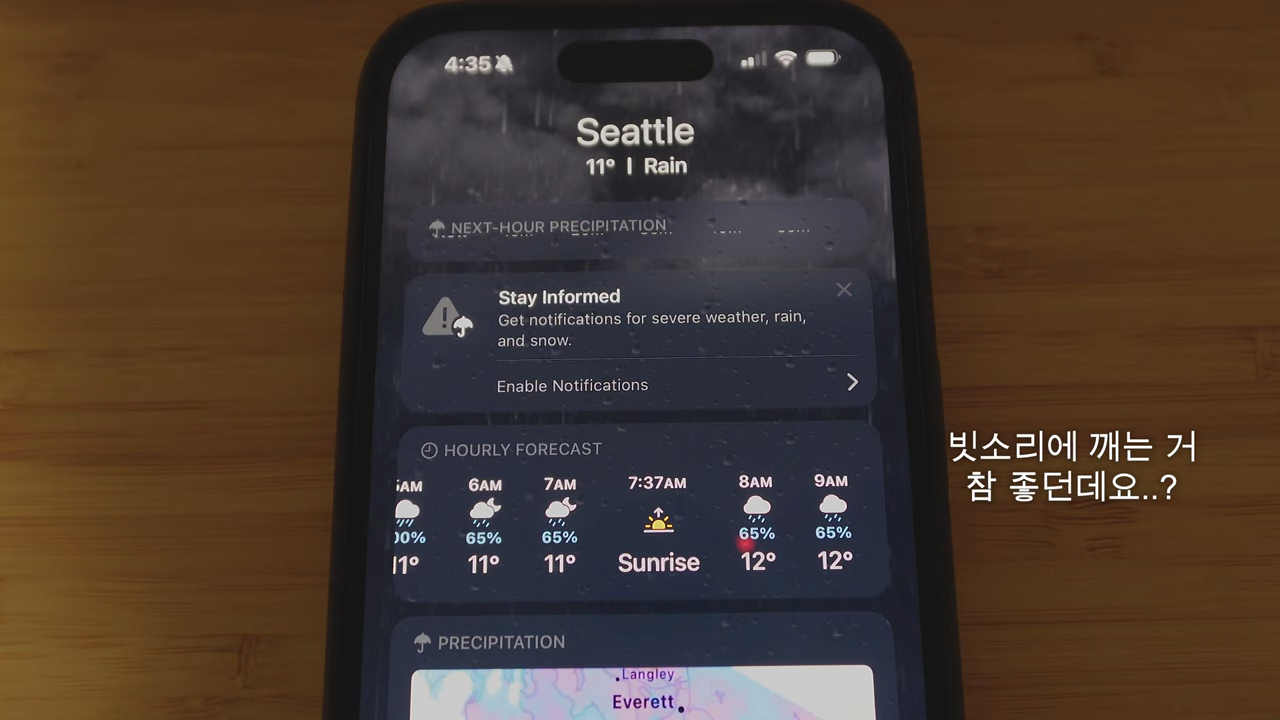 4:35
Seattle
11° | Rain
NEXT-HOUR PRECIPITATION
Stay Informed
Get notifications for severe weather, rain,
and snow.
Enable Notifications
HOURLY FORECAST
6AM 7AM 7:37AM 8AM 9AM
65% 65% 65% 65%
11° 11° Sunrise 12° 12°
빗소리에 깨는 거
참 좋던데요..?
PRECIPITATION
Langley
Everett